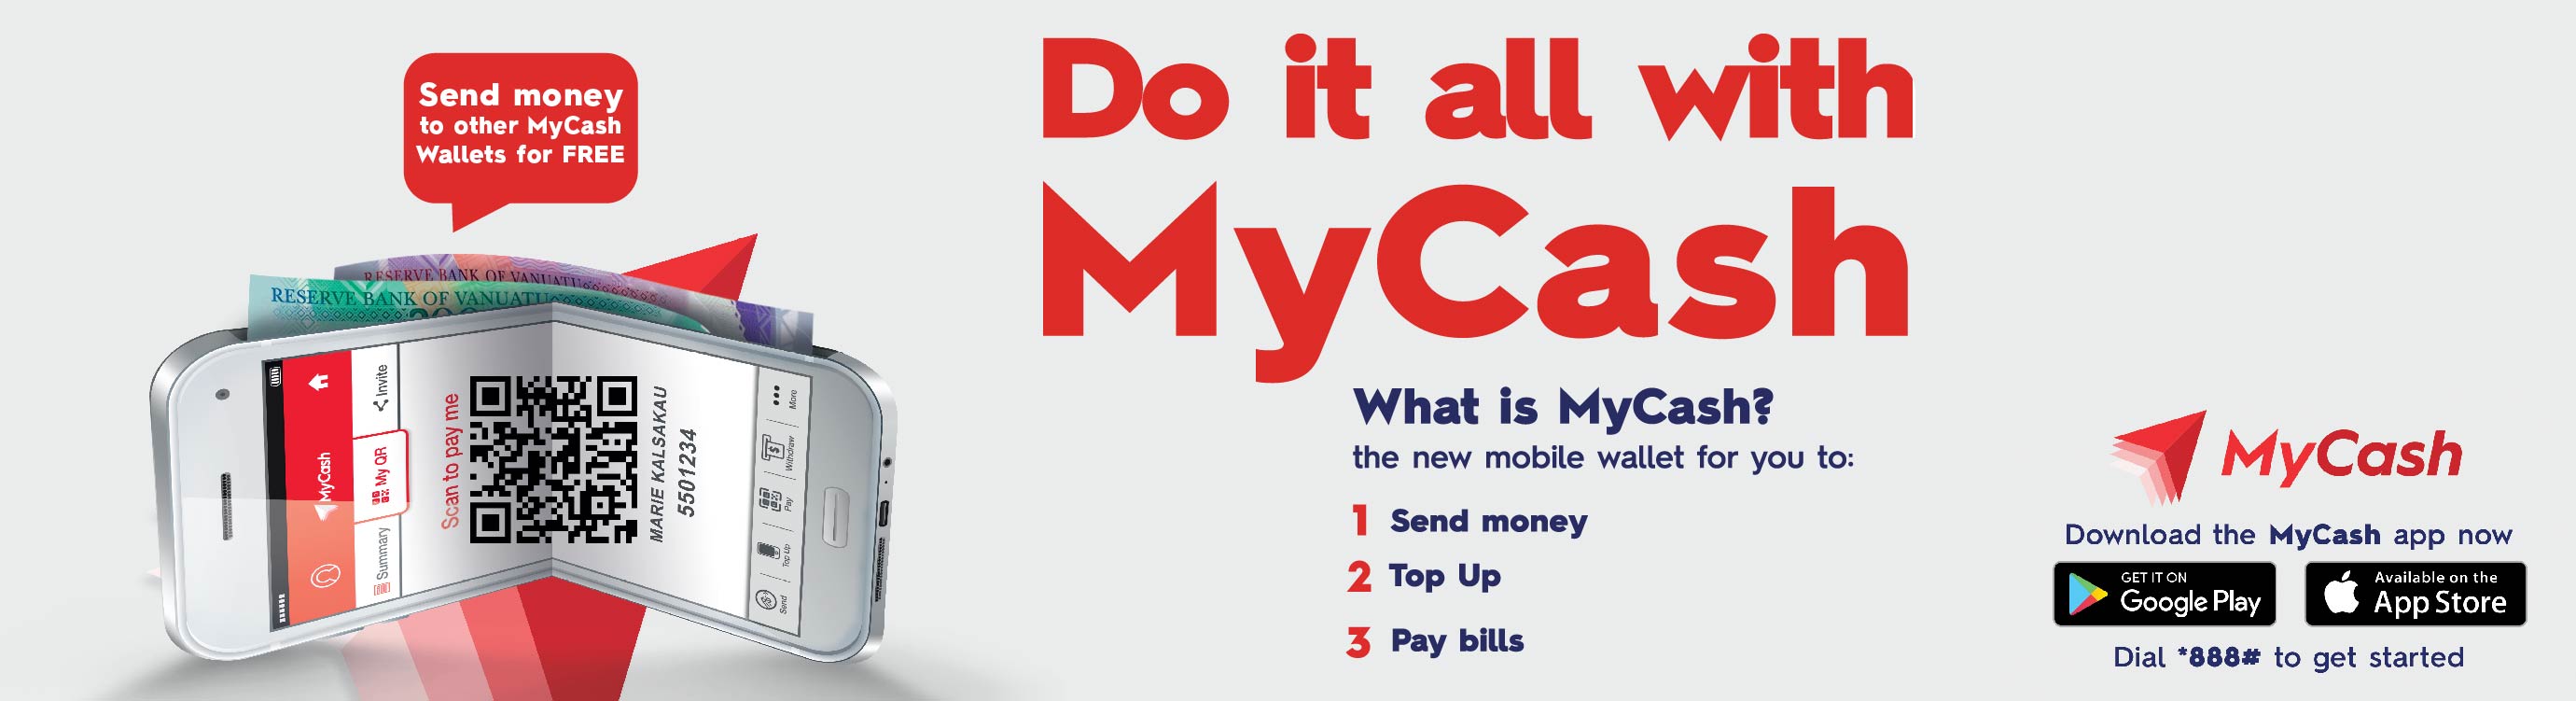 Send money
to other MyCash
Wallets for FREE
RESERVE BANK OF VANUATU
RESERVE BANK OF VANUATU
MyCash
Summary
My QR
Invite
Scan to pay me
MARIE KALSAKAU
5501234
Send
Top Up
Pay
Withdraw
More
Do it all with
MyCash
What is MyCash?
the new mobile wallet for you to:
1 Send money
2 Top Up
3 Pay bills
MyCash
Download the MyCash app now
GET IT ON
Google Play
Available on the
App Store
Dial *888# to get started